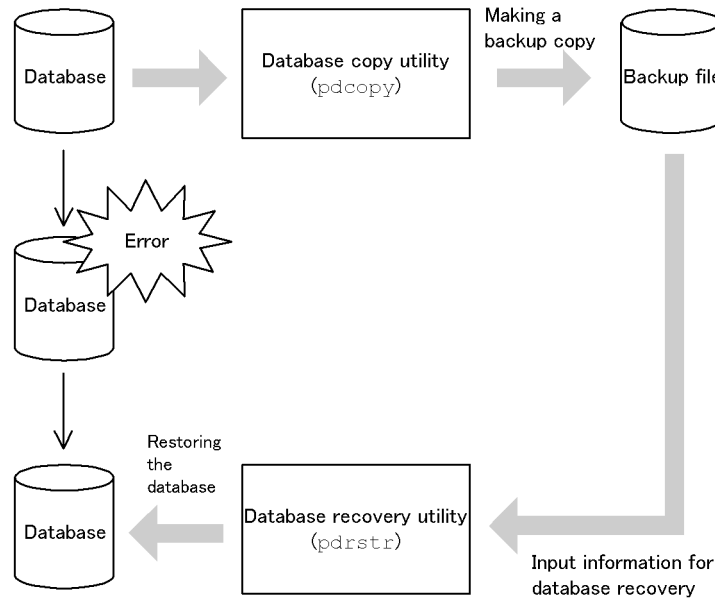 Database
Database copy utility
(pdcopy)
Making a
backup copy
Backup file
Error
Database
Restoring
the
database
Database
Database recovery utility
(pdrstr)
Input information for
database recovery